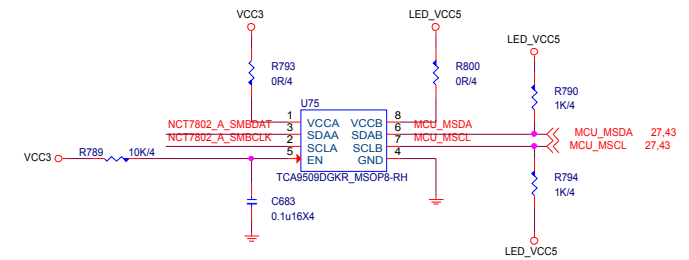 VCC3
LED_VCC5
LED_VCC5
R793
0R/4
R800
0R/4
R790
1K/4
U75
NCT7802_A_SMBDAT
1
VCCA
VCCB
8
MCU_MSDA
3
SDAA
SDAB
6
MCU_MSDA
27,43
NCT7802_A_SMBCLK
2
SCLA
SCLB
7
MCU_MSCL
MCU_MSCL
27,43
VCC3
R789
10K/4
5
EN
GND
4
TCA9509DGKR_MSOP8-RH
R794
1K/4
C683
0.1u16X4
LED_VCC5